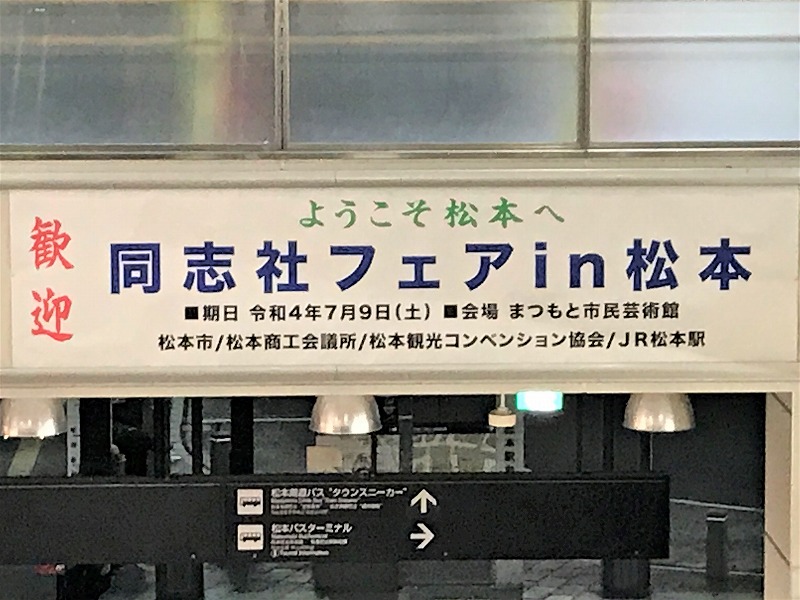 歓迎
ようこそ松本へ
同志社フェアin松本
■期日 令和4年7月9日(土) ■会場 まつもと市民芸術館
松本市/松本商工会議所/松本観光コンベンション協会/JR松本駅
松本周遊バス "タウンスニーカー"
松本バスターミナル